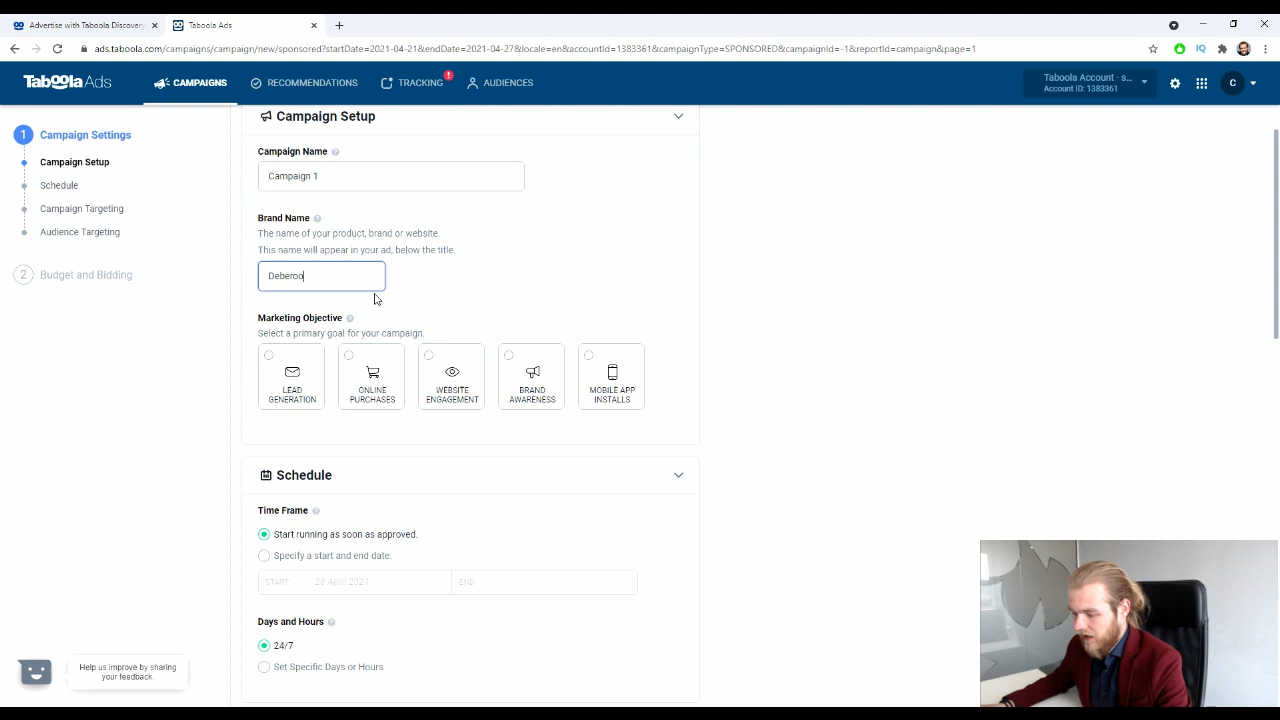 Advertise with Taboola Discovery
Taboola Ads
ads.taboola.com/campaigns/campaign/new/sponsored?startDate=2021-04-21&endDate=2021-04-27&locale=en&accountId=1383361&campaignType=SPONSORED&campaignId=-1&reportId=campaign&page=1
IQ
Taboola Ads
CAMPAIGNS
RECOMMENDATIONS
TRACKING
!
AUDIENCES
Taboola Account - s...
Account ID: 1383361
C
1 Campaign Settings
Campaign Setup
Schedule
Campaign Targeting
Audience Targeting
2 Budget and Bidding
Campaign Setup
Campaign Name ?
Campaign 1
Brand Name ?
The name of your product, brand or website.
This name will appear in your ad, below the title.
Deberoo
Marketing Objective ?
Select a primary goal for your campaign.
LEAD
GENERATION
ONLINE
PURCHASES
WEBSITE
ENGAGEMENT
BRAND
AWARENESS
MOBILE APP
INSTALLS
Schedule
Time Frame ?
Start running as soon as approved.
Specify a start and end date.
START 28 April 2021 END
Days and Hours ?
24/7
Set Specific Days or Hours
Help us improve by sharing
your feedback.